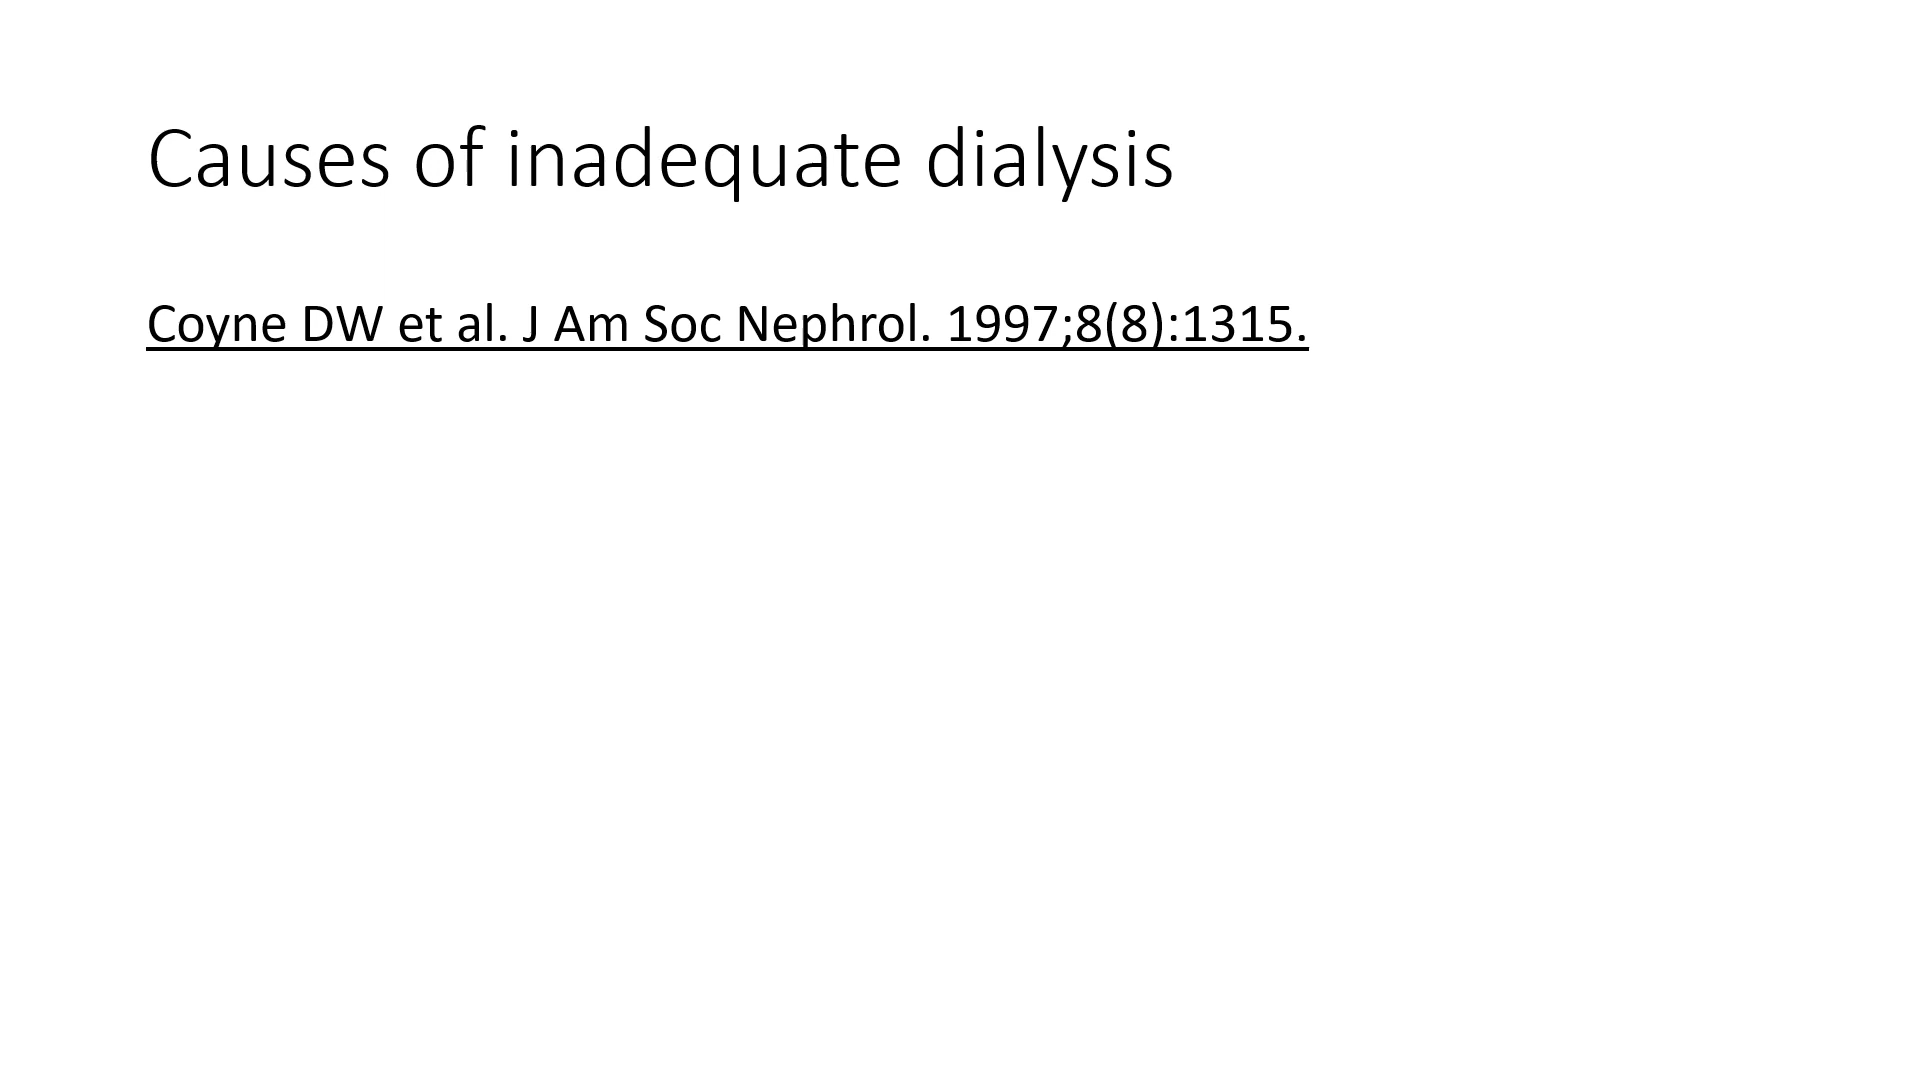 Causes of inadequate dialysis
Coyne DW et al. J Am Soc Nephrol. 1997;8(8):1315.